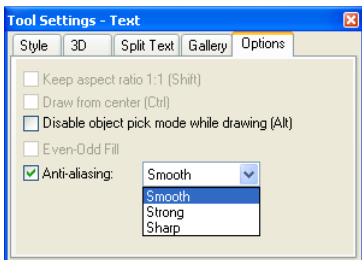 Tool Settings - Text
Style 3D Split Text Gallery Options
Keep aspect ratio 1:1 (Shift)
Draw from center (Ctrl)
Disable object pick mode while drawing (Alt)
Even-Odd Fill
Anti-aliasing: Smooth
Smooth
Strong
Sharp